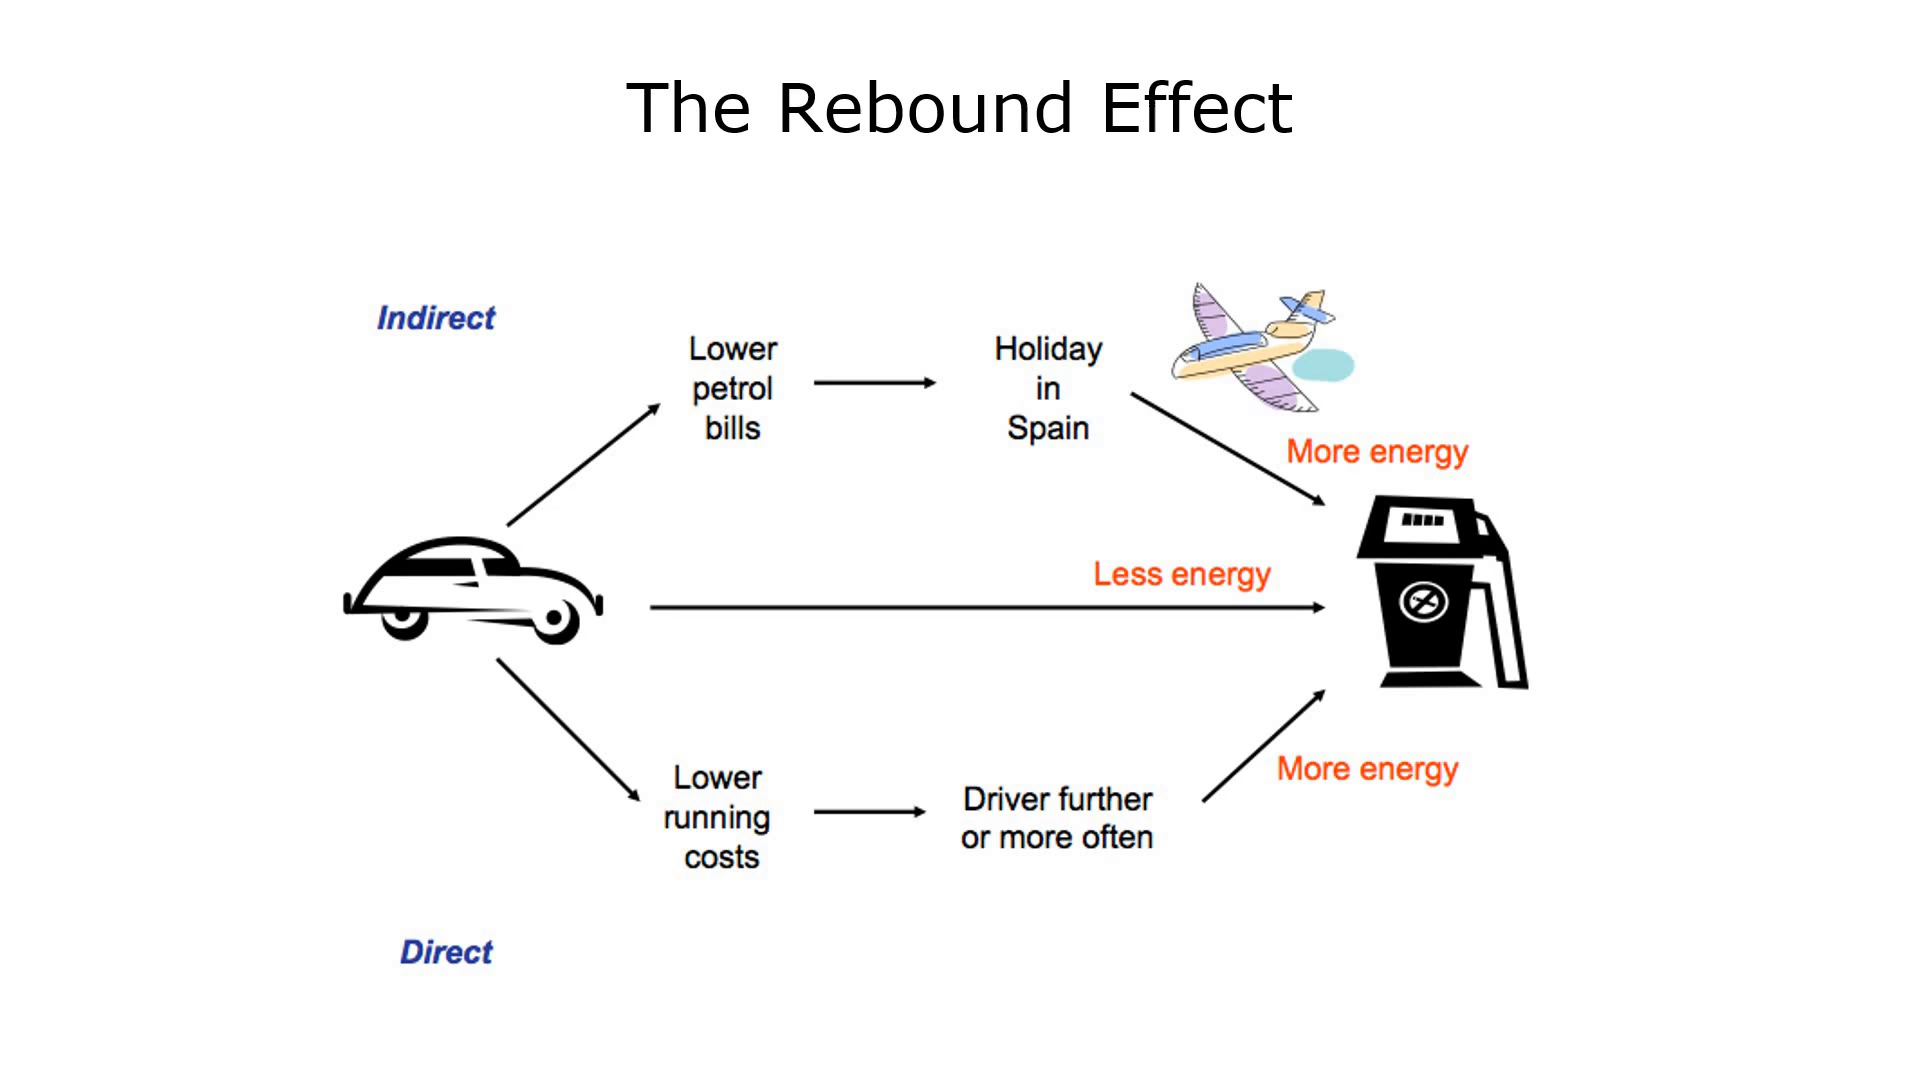 The Rebound Effect
Indirect
Lower
petrol
bills
Holiday
in
Spain
More energy
Less energy
Lower
running
costs
Driver further
or more often
More energy
Direct